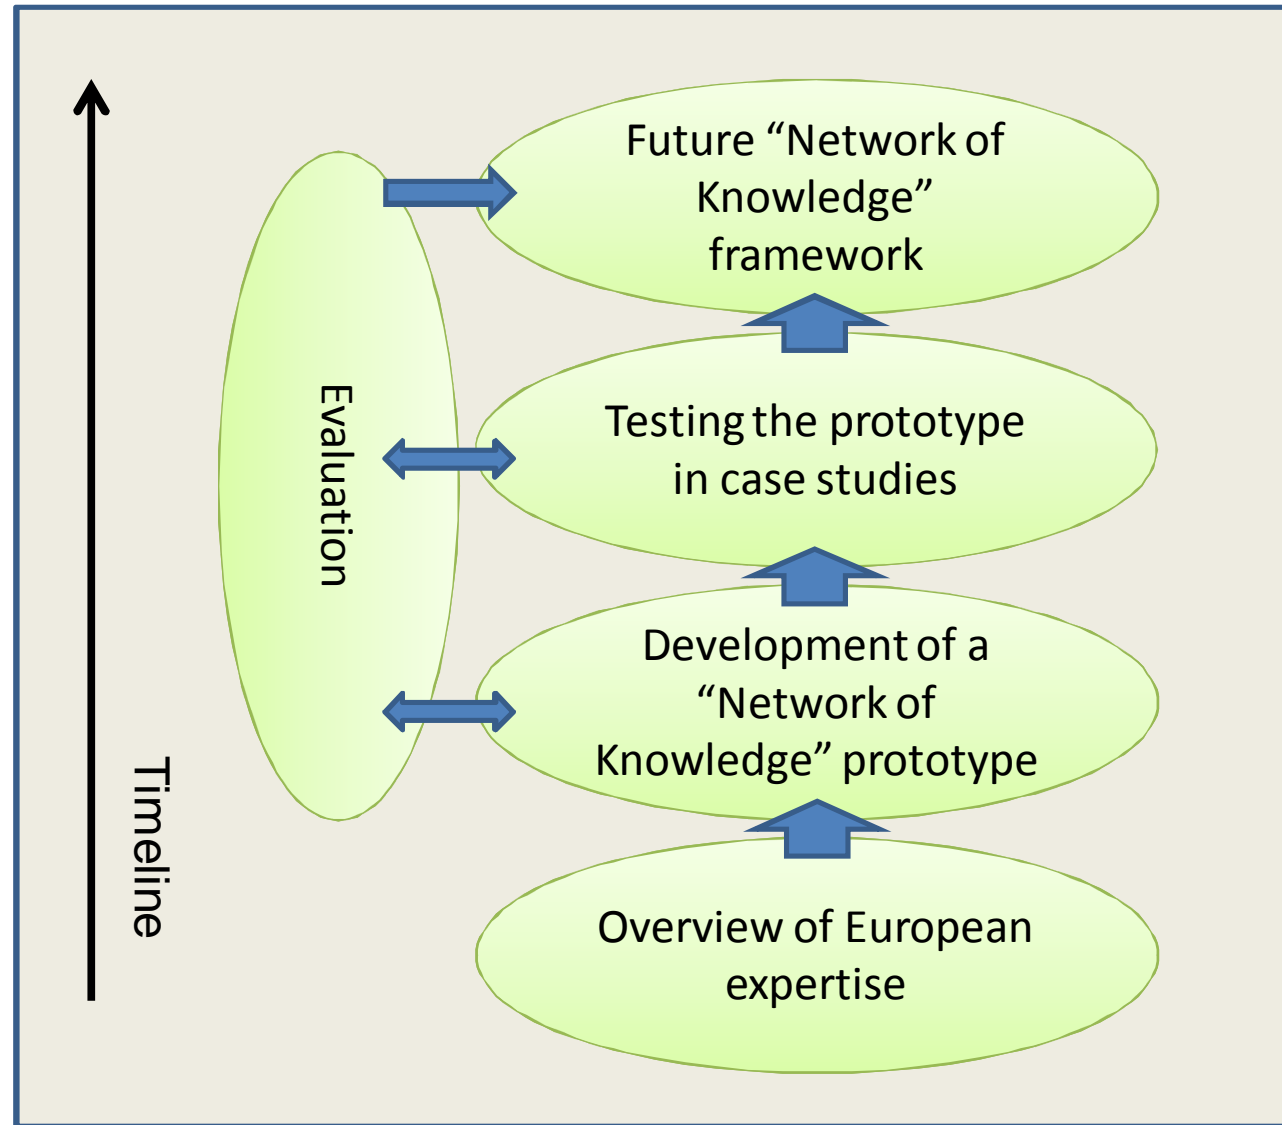 Future “Network of
Knowledge”
framework
Testing the prototype
in case studies
Evaluation
Development of a
“Network of
Knowledge” prototype
Timeline
Overview of European
expertise